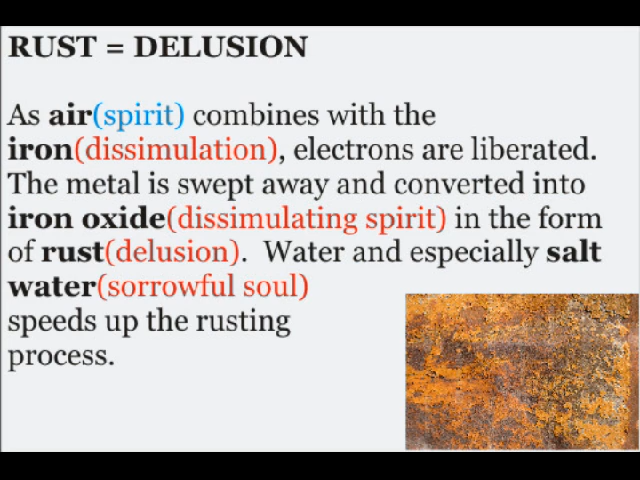 RUST = DELUSION
As air(spirit) combines with the
iron(dissimulation), electrons are liberated.
The metal is swept away and converted into
iron oxide(dissimulating spirit) in the form
of rust(delusion).  Water and especially salt
water(sorrowful soul)
speeds up the rusting
process.